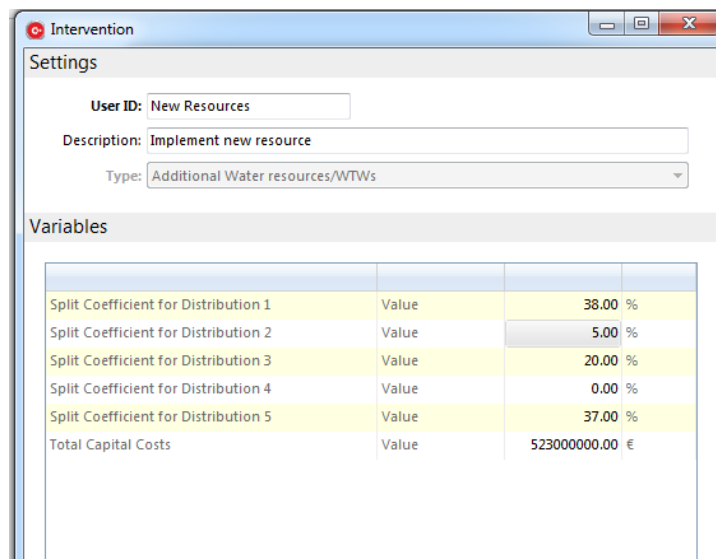 Intervention
Settings
User ID: New Resources
Description: Implement new resource
Type: Additional Water resources/WTWs
Variables
Split Coefficient for Distribution 1 Value 38.00 %
Split Coefficient for Distribution 2 Value 5.00 %
Split Coefficient for Distribution 3 Value 20.00 %
Split Coefficient for Distribution 4 Value 0.00 %
Split Coefficient for Distribution 5 Value 37.00 %
Total Capital Costs Value 523000000.00 €